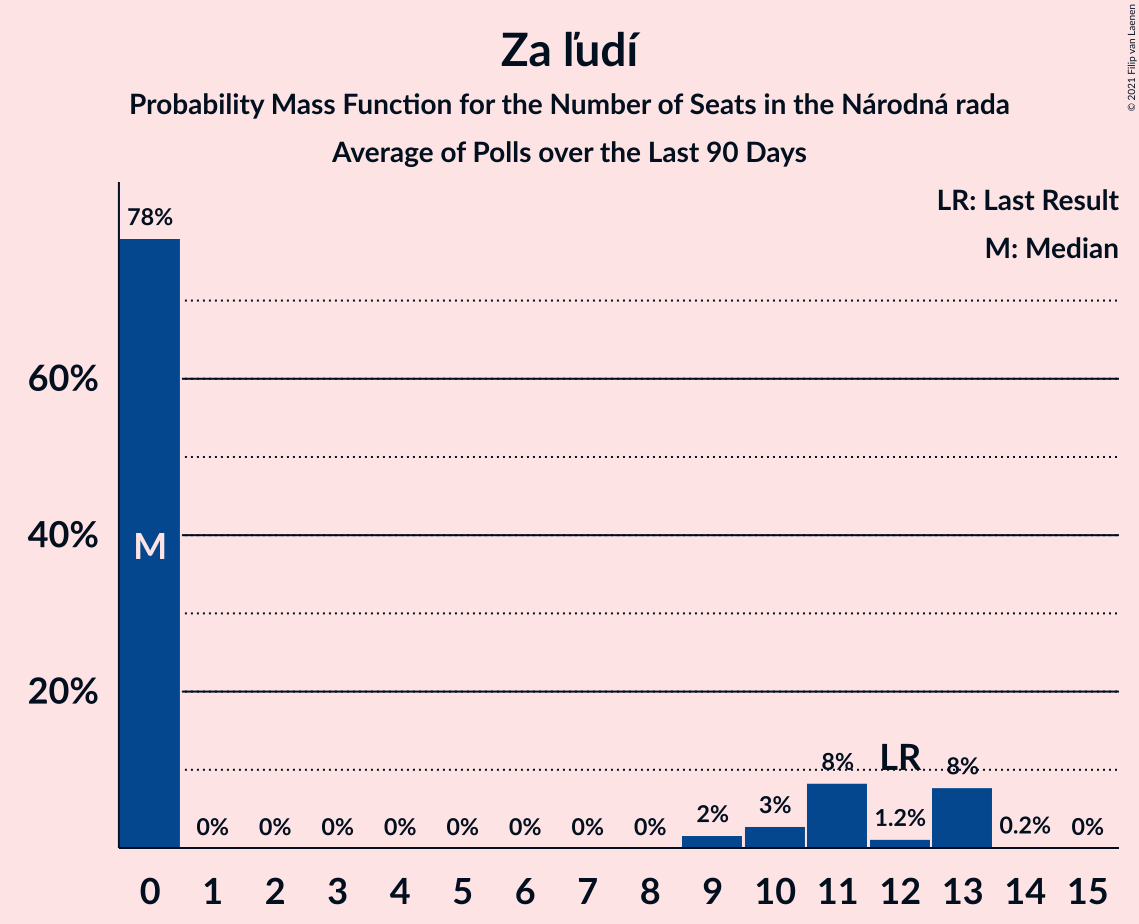 Za ľudí
Probability Mass Function for the Number of Seats in the Národná rada
Average of Polls over the Last 90 Days
© 2021 Filip van Laenen
LR: Last Result
M: Median
78%
60%
40%
20%
M
0% 0% 0% 0% 0% 0% 0% 0% 2% 3% 8% 1.2% 8% 0.2% 0%
LR
0 1 2 3 4 5 6 7 8 9 10 11 12 13 14 15